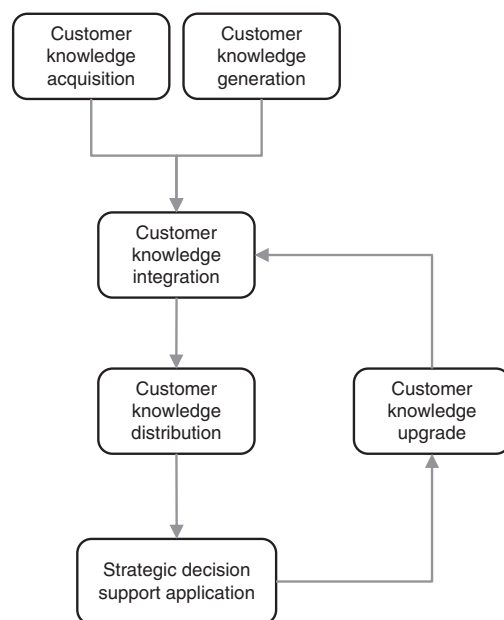 Customer
knowledge
acquisition
Customer
knowledge
generation
Customer
knowledge
integration
Customer
knowledge
distribution
Customer
knowledge
upgrade
Strategic decision
support application